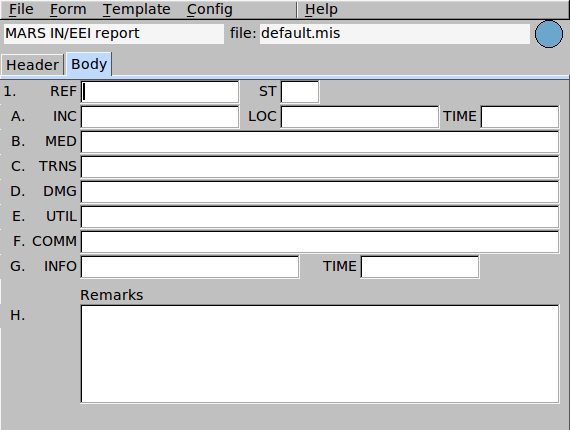 File Form Template Config Help
MARS IN/EEI report file: default.mis
Header Body
1. REF ST
A. INC LOC TIME
B. MED
C. TRNS
D. DMG
E. UTIL
F. COMM
G. INFO TIME
Remarks
H.